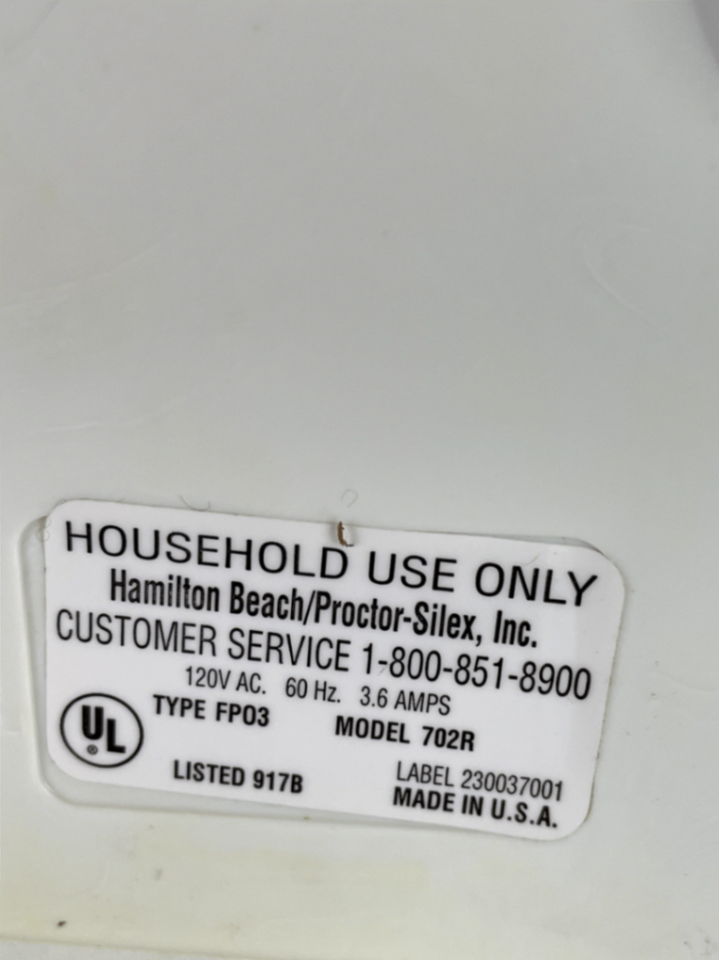 HOUSEHOLD USE ONLY
Hamilton Beach/Proctor-Silex, Inc.
CUSTOMER SERVICE 1-800-851-8900
120V AC. 60 Hz. 3.6 AMPS
TYPE FP03 MODEL 702R
UL ®
LISTED 917B LABEL 230037001
MADE IN U.S.A.